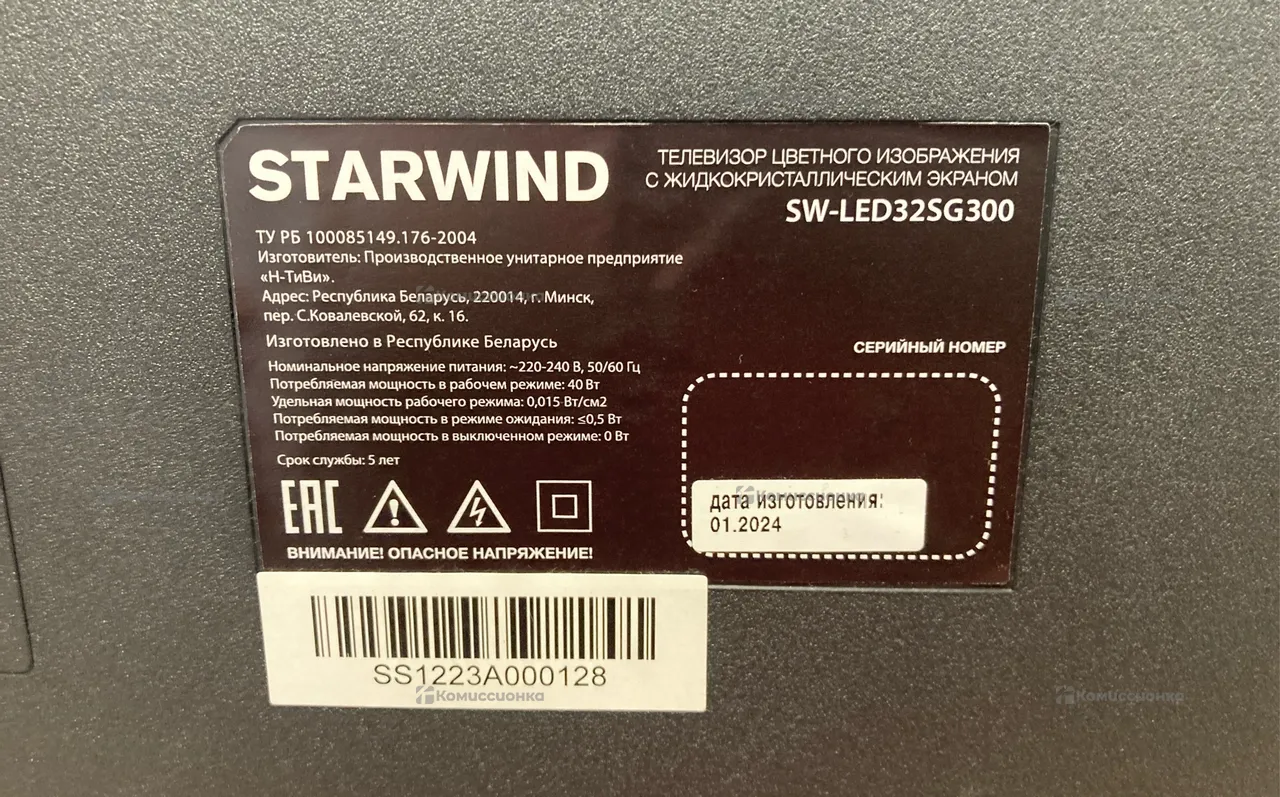 STARWIND
ТЕЛЕВИЗОР ЦВЕТНОГО ИЗОБРАЖЕНИЯ
С ЖИДКОКРИСТАЛЛИЧЕСКИМ ЭКРАНОМ
SW-LED32SG300
ТУ РБ 100085149.176-2004
Изготовитель: Производственное унитарное предприятие
«Н-ТиВи».
Адрес: Республика Беларусь, 220014, г. Минск,
пер. С.Ковалевской, 62, к. 16.
Изготовлено в Республике Беларусь
Номинальное напряжение питания: ~220-240 В, 50/60 Гц
Потребляемая мощность в рабочем режиме: 40 Вт
Удельная мощность рабочего режима: 0,015 Вт/см2
Потребляемая мощность в режиме ожидания: ≤0,5 Вт
Потребляемая мощность в выключенном режиме: 0 Вт
Срок службы: 5 лет
EAC
ВНИМАНИЕ! ОПАСНОЕ НАПРЯЖЕНИЕ!
СЕРИЙНЫЙ НОМЕР
дата изготовления:
01.2024
SS1223A000128
Комиссионка
Комиссионка
Комиссионка
Комиссионка